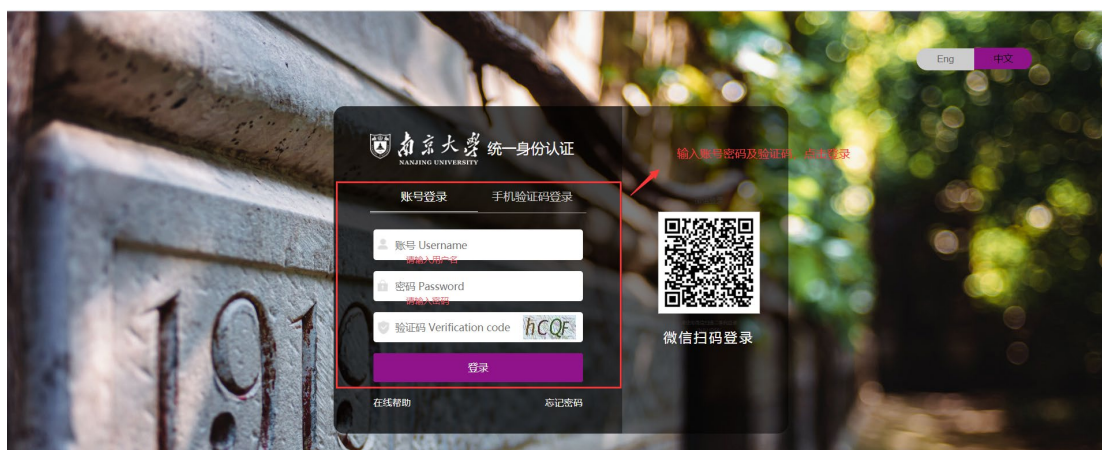 Eng 中文
南京大学
NANJING UNIVERSITY
统一身份认证
输入账号密码及验证码，点击登录
账号登录 手机验证码登录
账号 Username
请输入用户名
密码 Password
请输入密码
验证码 Verification code hCQF
登录
在线帮助 忘记密码
微信扫码登录
1919